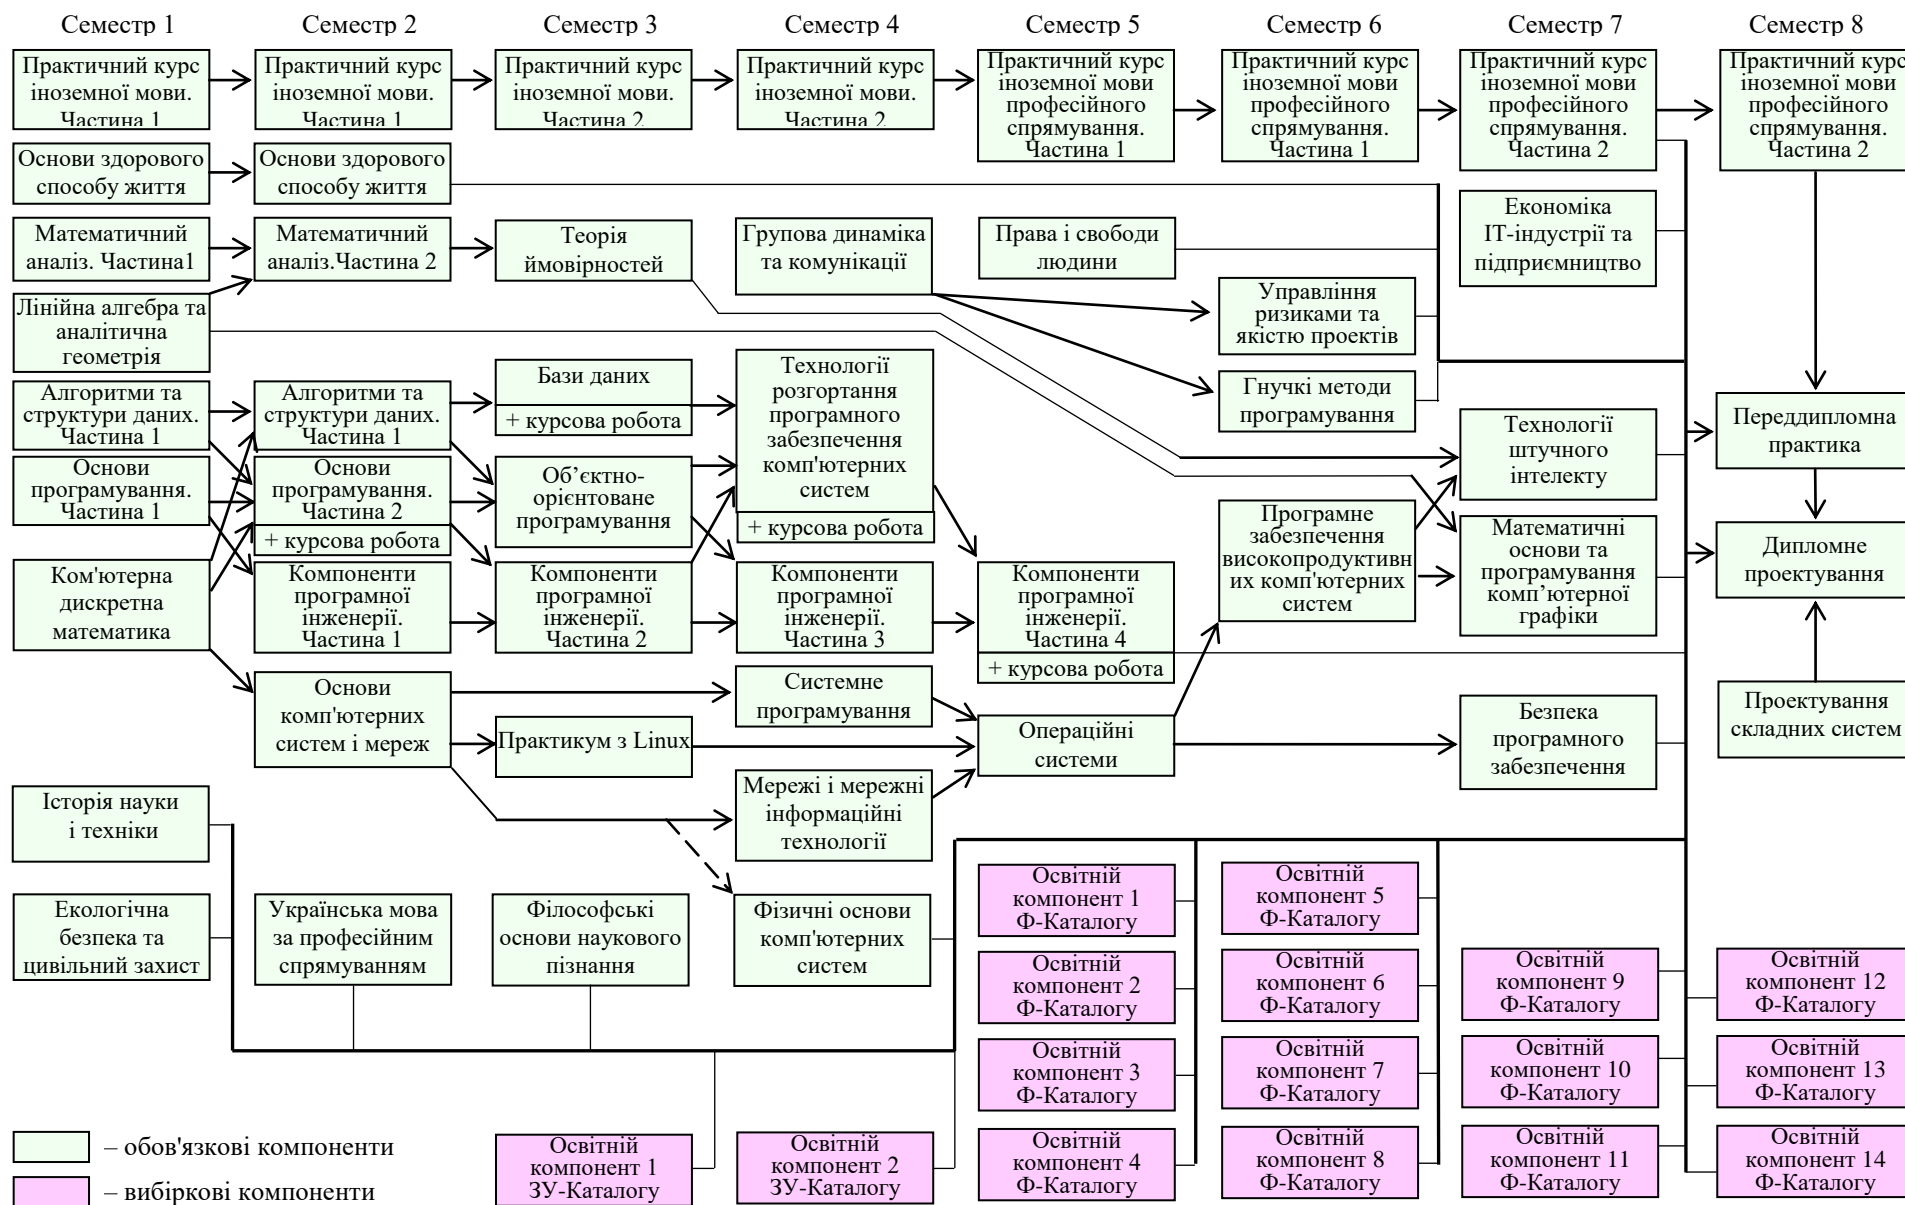 Семестр 1
Семестр 2
Семестр 3
Семестр 4
Семестр 5
Семестр 6
Семестр 7
Семестр 8
Практичний курс
іноземної мови.
Частина 1
Практичний курс
іноземної мови.
Частина 1
Практичний курс
іноземної мови.
Частина 2
Практичний курс
іноземної мови.
Частина 2
Практичний курс
іноземної мови
професійного
спрямування.
Частина 1
Практичний курс
іноземної мови
професійного
спрямування.
Частина 1
Практичний курс
іноземної мови
професійного
спрямування.
Частина 2
Практичний курс
іноземної мови
професійного
спрямування.
Частина 2
Основи здорового
способу життя
Основи здорового
способу життя
Математичний
аналіз. Частина1
Математичний
аналіз.Частина 2
Теорія
ймовірностей
Групова динаміка
та комунікації
Права і свободи
людини
Економіка
ІТ-індустрії та
підприємництво
Лінійна алгебра та
аналітична
геометрія
Управління
ризиками та
якістю проектів
Гнучкі методи
програмування
Алгоритми та
структури даних.
Частина 1
Алгоритми та
структури даних.
Частина 1
Бази даних
+ курсова робота
Технології
розгортання
програмного
забезпечення
комп'ютерних
систем
+ курсова робота
Технології
штучного
інтелекту
Переддипломна
практика
Основи
програмування.
Частина 1
Основи
програмування.
Частина 2
+ курсова робота
Об’єктно-
орієнтоване
програмування
Програмне
забезпечення
високопродуктивн
их комп'ютерних
систем
Математичні
основи та
програмування
комп’ютерної
графіки
Дипломне
проектування
Ком'ютерна
дискретна
математика
Компоненти
програмної
інженерії.
Частина 1
Компоненти
програмної
інженерії.
Частина 2
Компоненти
програмної
інженерії.
Частина 3
Компоненти
програмної
інженерії.
Частина 4
+ курсова робота
Основи
комп'ютерних
систем і мереж
Системне
програмування
Практикум з Linux
Операційні
системи
Безпека
програмного
забезпечення
Проектування
складних систем
Мережі і мережні
інформаційні
технології
Історія науки
і техніки
Екологічна
безпека та
цивільний захист
Українська мова
за професійним
спрямуванням
Філософські
основи наукового
пізнання
Фізичні основи
комп'ютерних
систем
Освітній
компонент 1
Ф-Каталогу
Освітній
компонент 5
Ф-Каталогу
Освітній
компонент 2
Ф-Каталогу
Освітній
компонент 6
Ф-Каталогу
Освітній
компонент 9
Ф-Каталогу
Освітній
компонент 12
Ф-Каталогу
Освітній
компонент 3
Ф-Каталогу
Освітній
компонент 7
Ф-Каталогу
Освітній
компонент 10
Ф-Каталогу
Освітній
компонент 13
Ф-Каталогу
Освітній
компонент 1
ЗУ-Каталогу
Освітній
компонент 2
ЗУ-Каталогу
Освітній
компонент 4
Ф-Каталогу
Освітній
компонент 8
Ф-Каталогу
Освітній
компонент 11
Ф-Каталогу
Освітній
компонент 14
Ф-Каталогу
– обов'язкові компоненти
– вибіркові компоненти